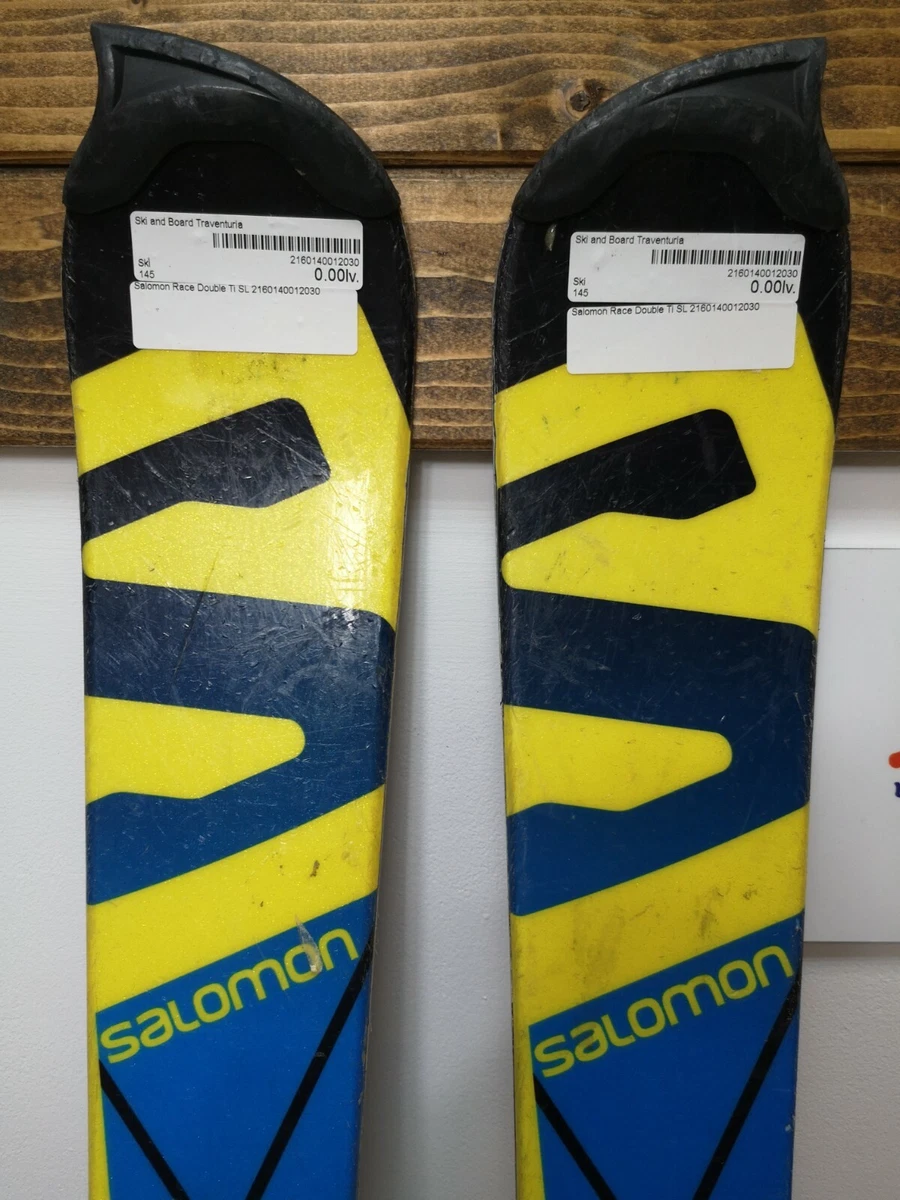 Ski and Board Traventuria
2160140012030
Ski
145
0.00lv.
Salomon Race Double Ti SL 2160140012030
salomon
Ski and Board Traventuria
2160140012030
Ski
145
0.00lv.
Salomon Race Double Ti SL 2160140012030
salomon